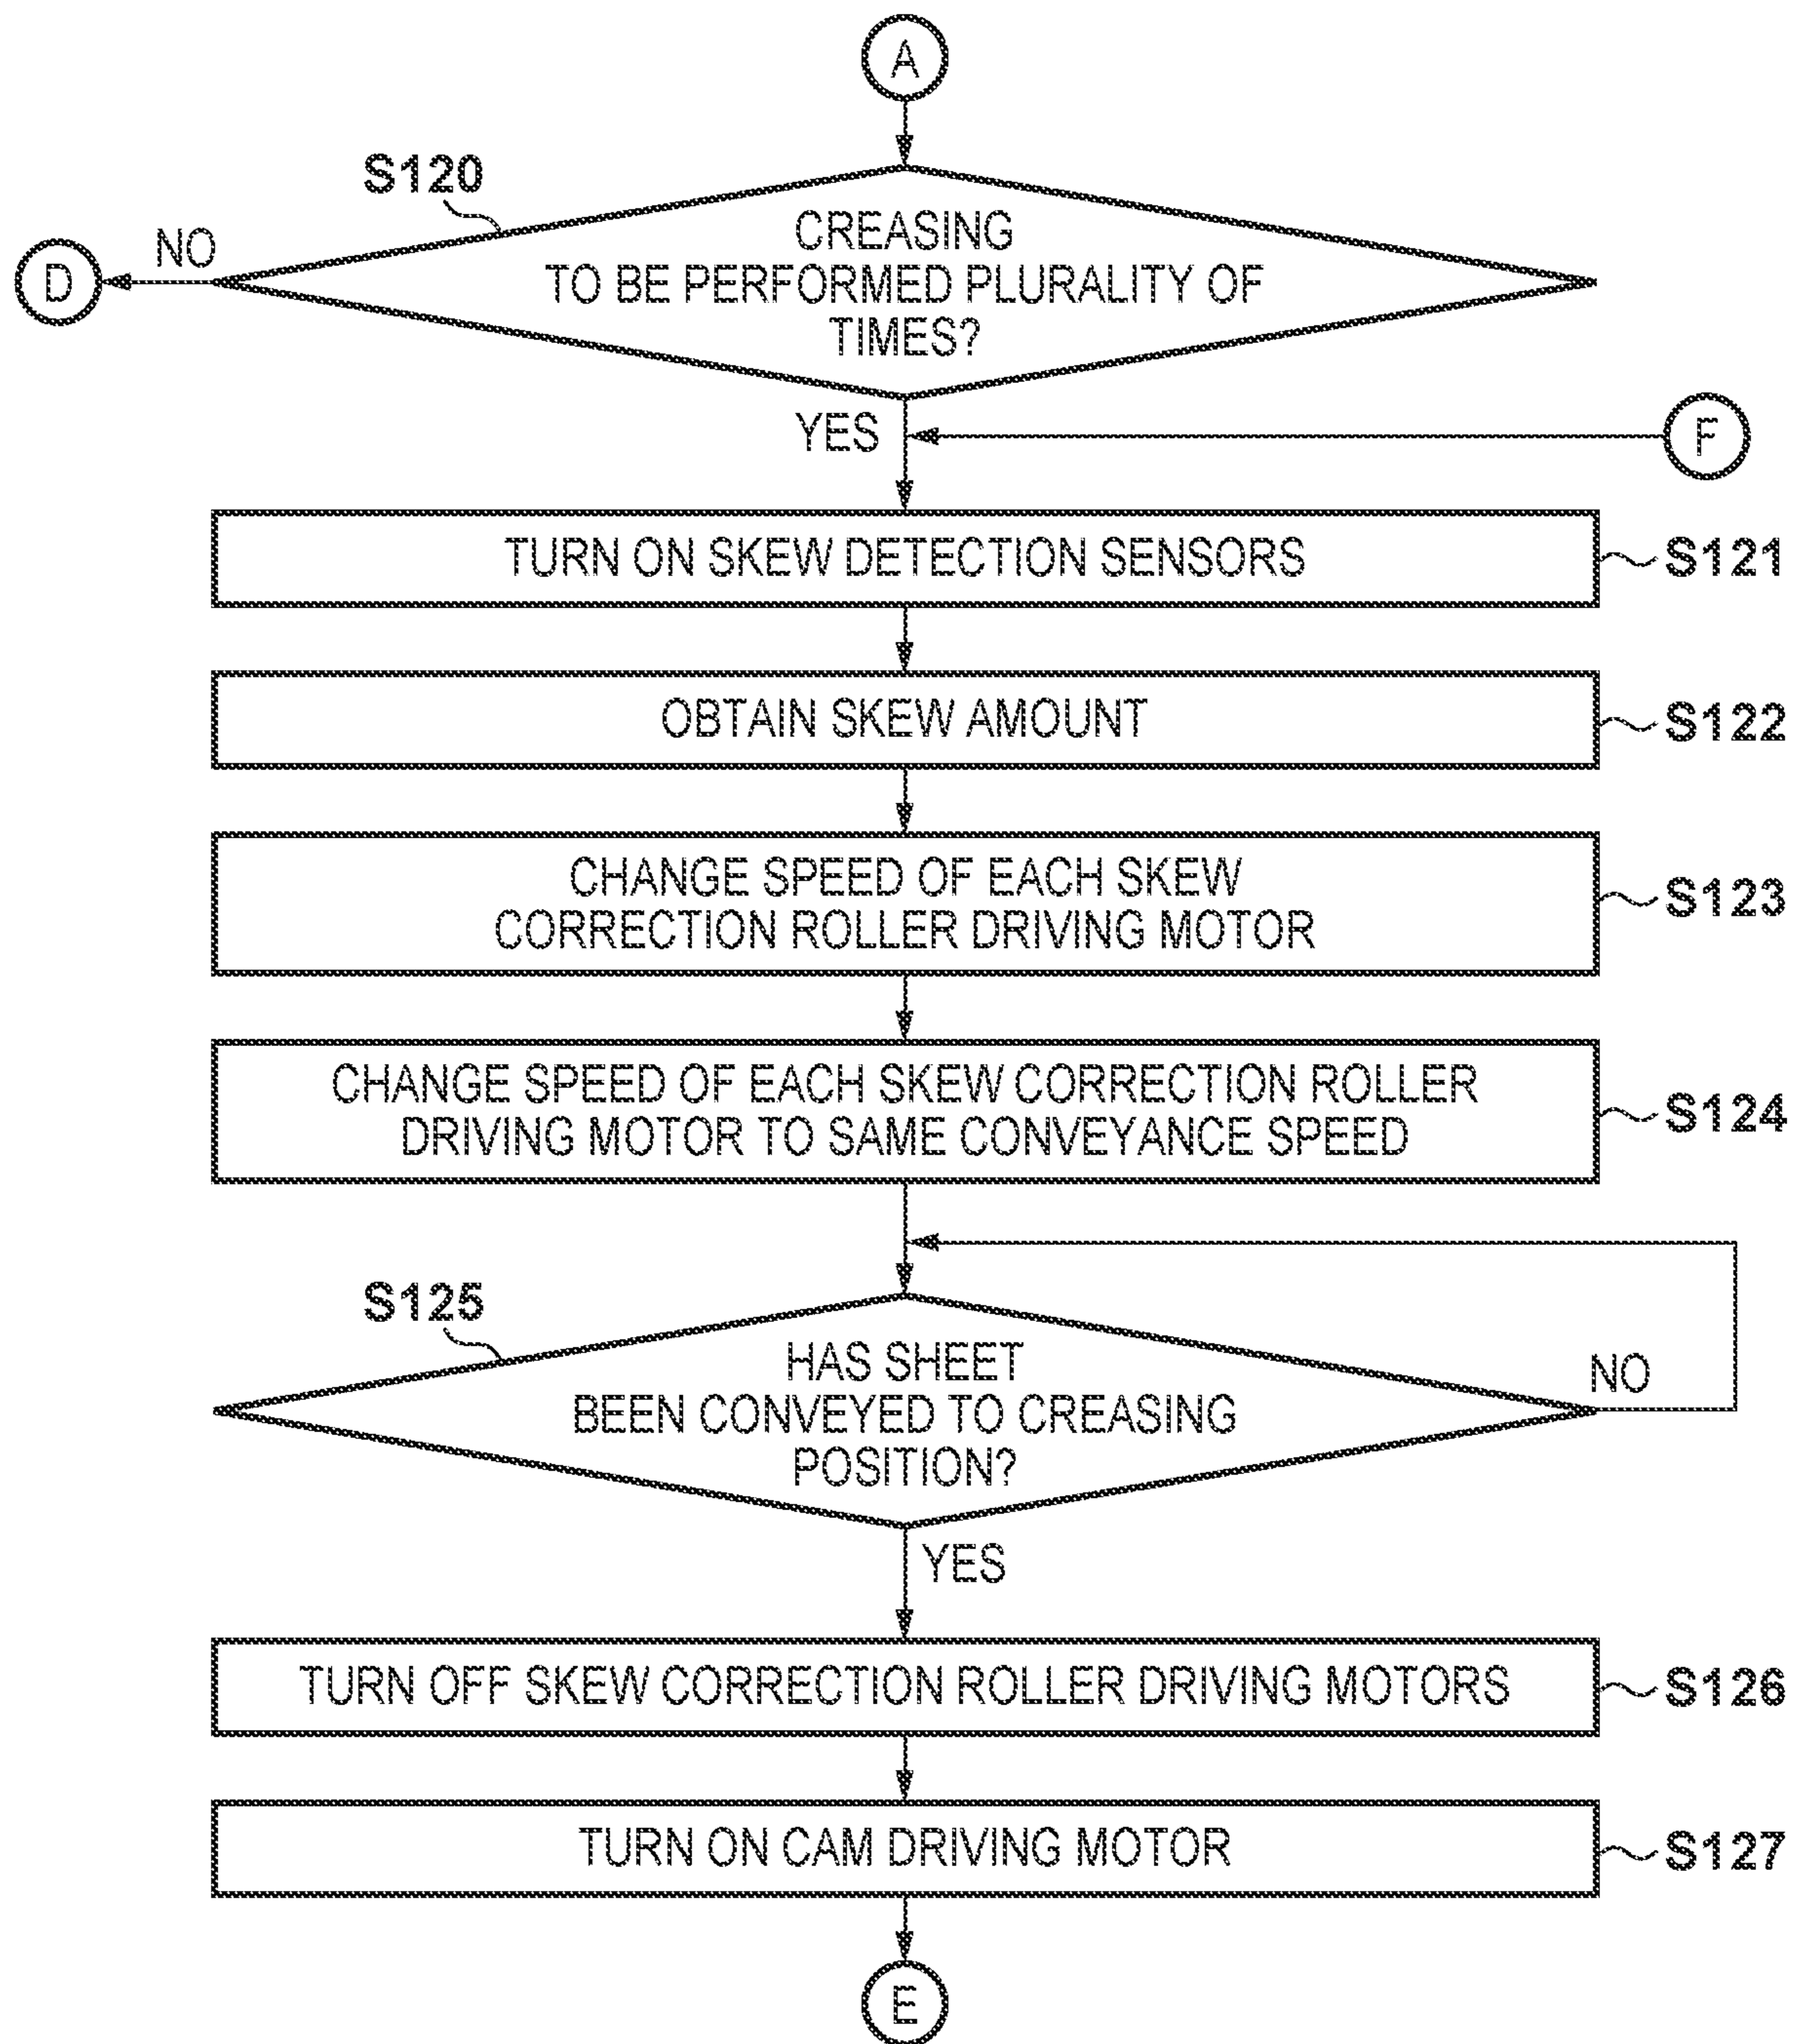 A
S120
CREASING
TO BE PERFORMED PLURALITY OF
TIMES?
NO
D
YES
F
TURN ON SKEW DETECTION SENSORS
S121
OBTAIN SKEW AMOUNT
S122
CHANGE SPEED OF EACH SKEW
CORRECTION ROLLER DRIVING MOTOR
S123
CHANGE SPEED OF EACH SKEW CORRECTION ROLLER
DRIVING MOTOR TO SAME CONVEYANCE SPEED
S124
S125
HAS SHEET
BEEN CONVEYED TO CREASING
POSITION?
NO
YES
TURN OFF SKEW CORRECTION ROLLER DRIVING MOTORS
S126
TURN ON CAM DRIVING MOTOR
S127
E